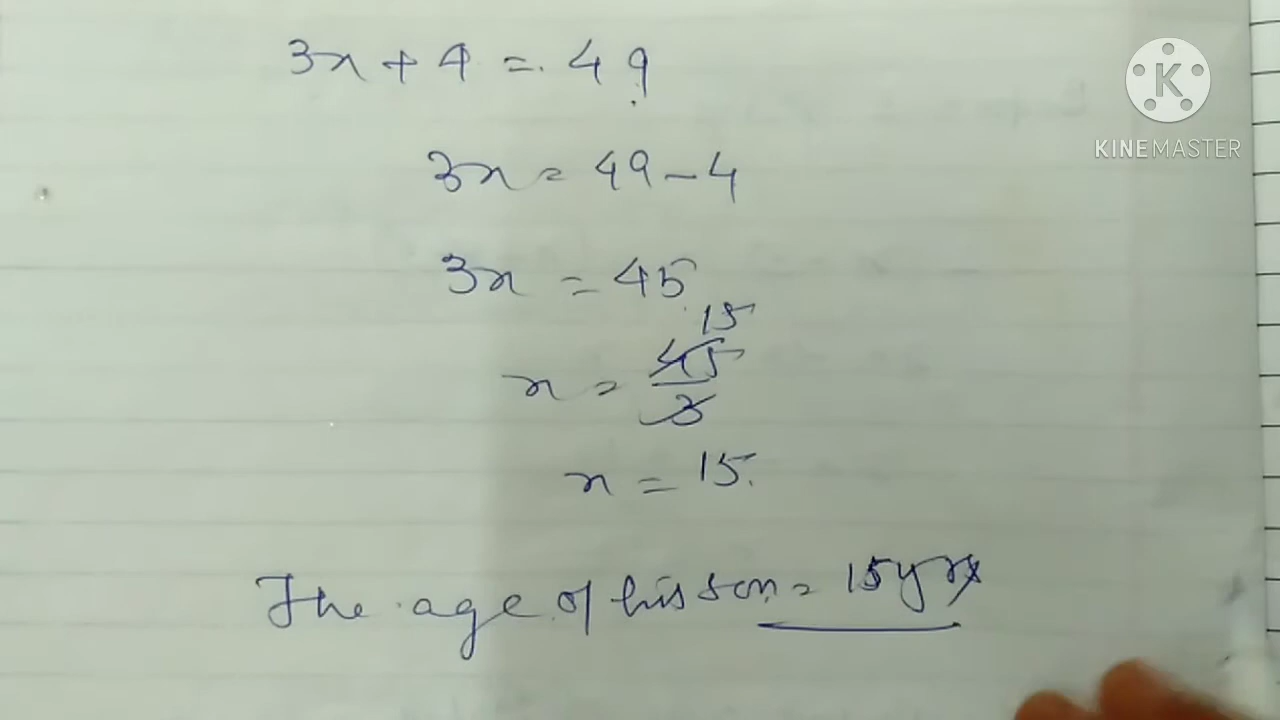 3x + 4 = 49
3x = 49 - 4
3x = 45
15
x = 45/3
x = 15.
The age of his son = 15 yrs
K
KINEMASTER